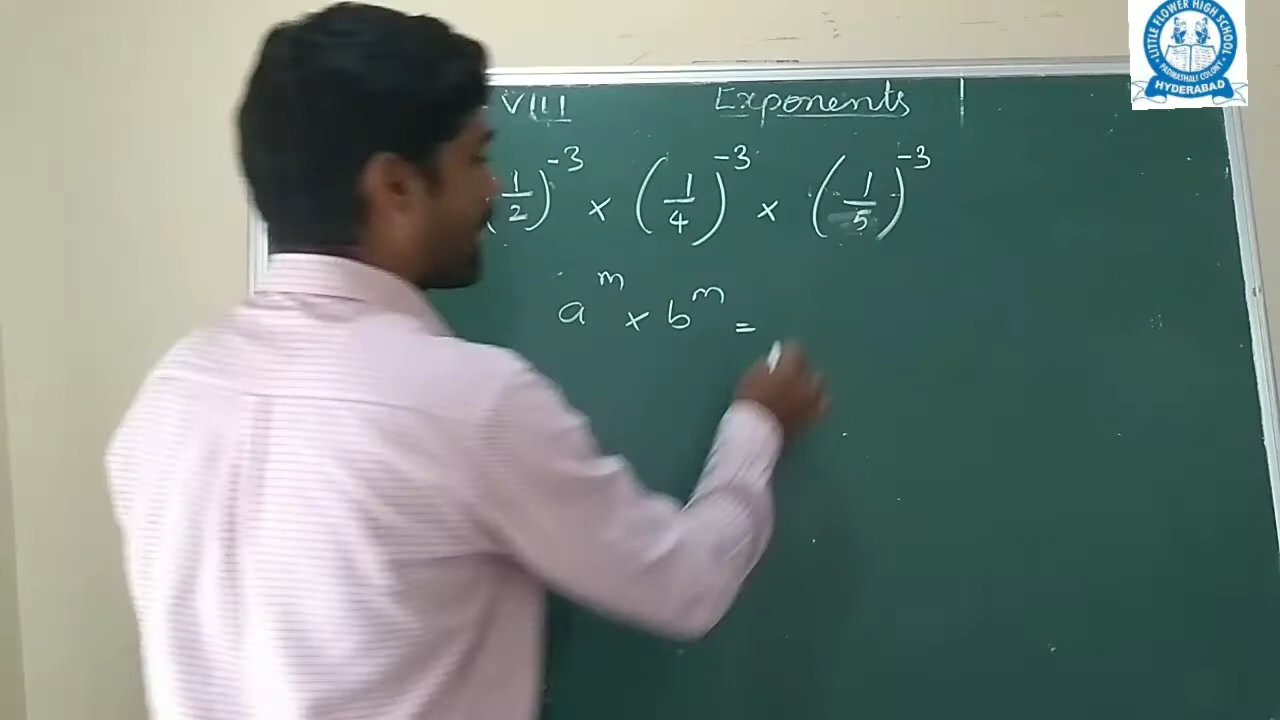 VIII Exponents
(1/2)^-3 × (1/4)^-3 × (1/5)^-3
a^m × b^m =
LITTLE FLOWER HIGH SCHOOL
PADMASHALI COLONY
HYDERABAD